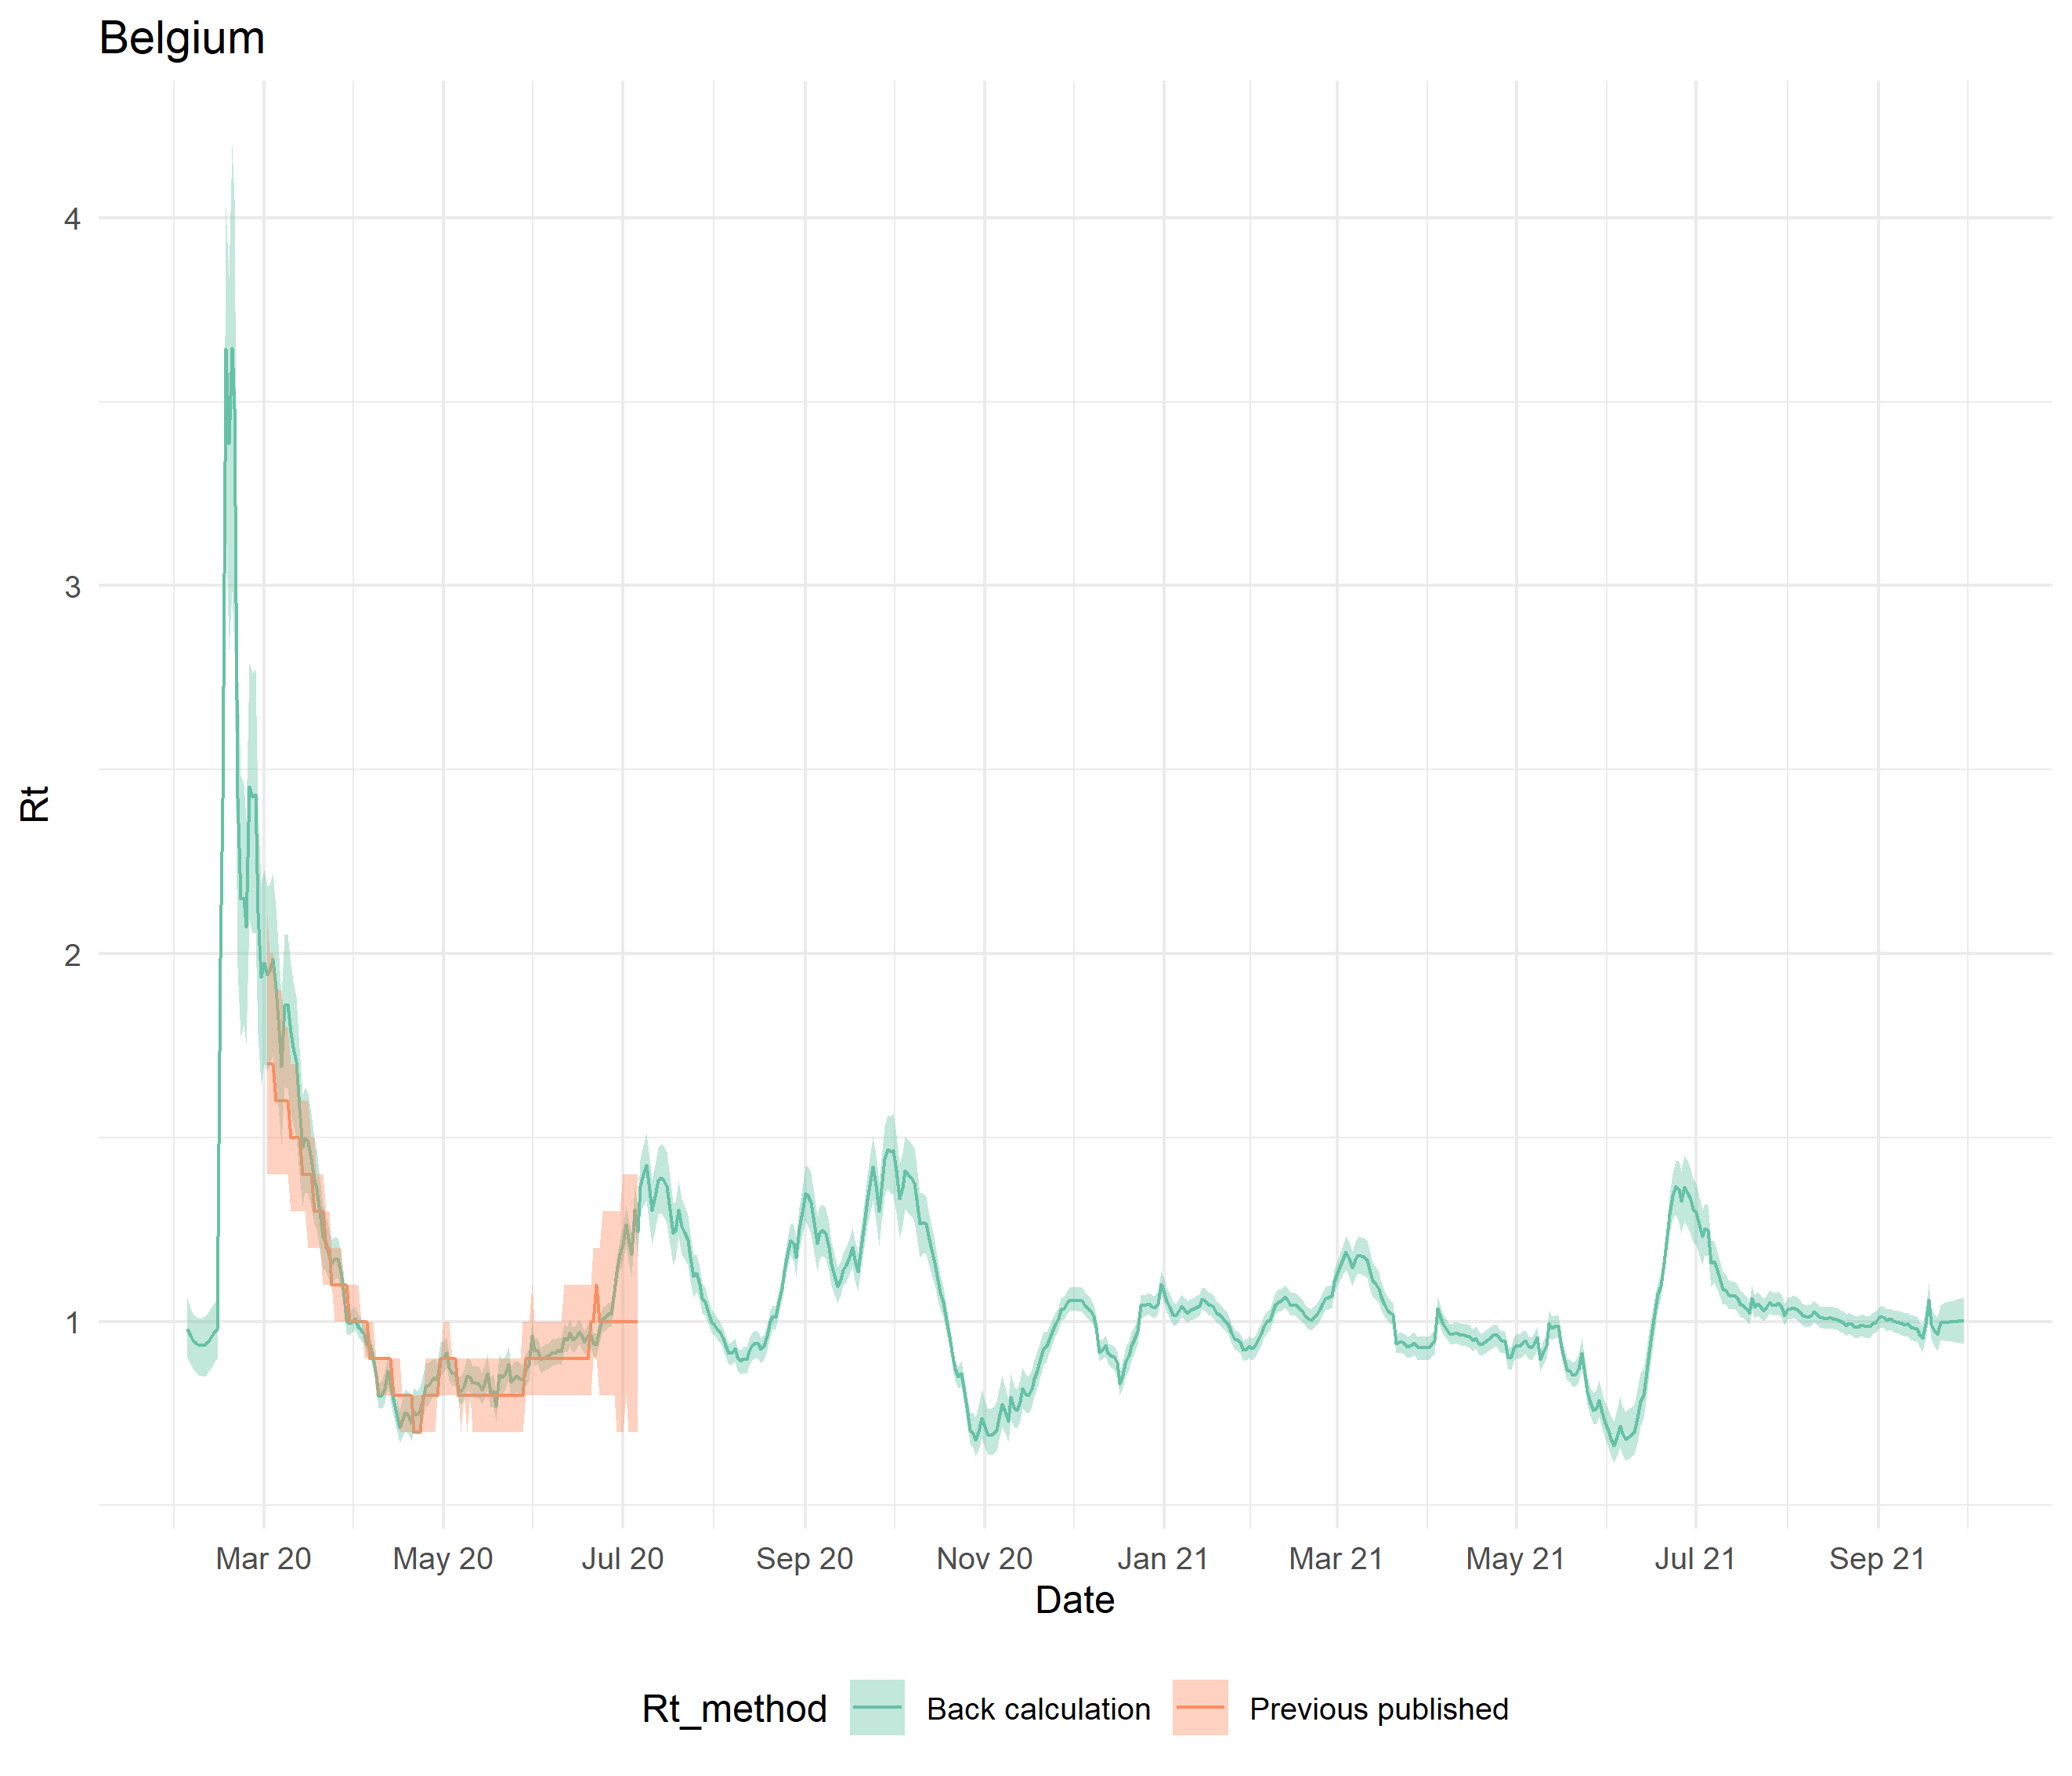 Belgium
4
3
2
1
Rt
Mar 20 May 20 Jul 20 Sep 20 Nov 20 Jan 21 Mar 21 May 21 Jul 21 Sep 21
Date
Rt_method Back calculation Previous published